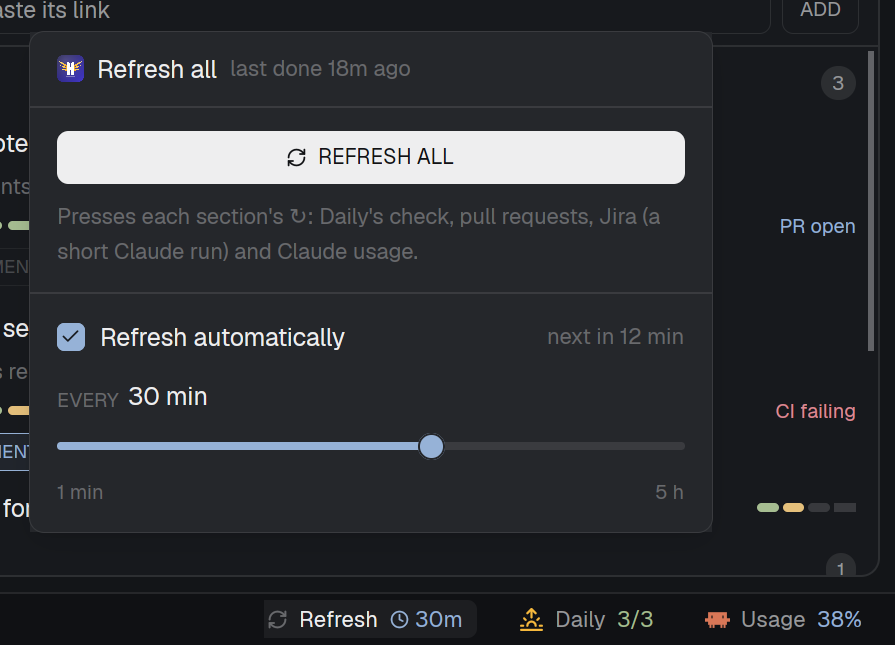 aste its link
ADD
Refresh all last done 18m ago
3
REFRESH ALL
Presses each section's ↻: Daily's check, pull requests, Jira (a
short Claude run) and Claude usage.
PR open
Refresh automatically next in 12 min
EVERY 30 min
CI failing
1 min 5 h
for
1
Refresh 30m Daily 3/3 Usage 38%